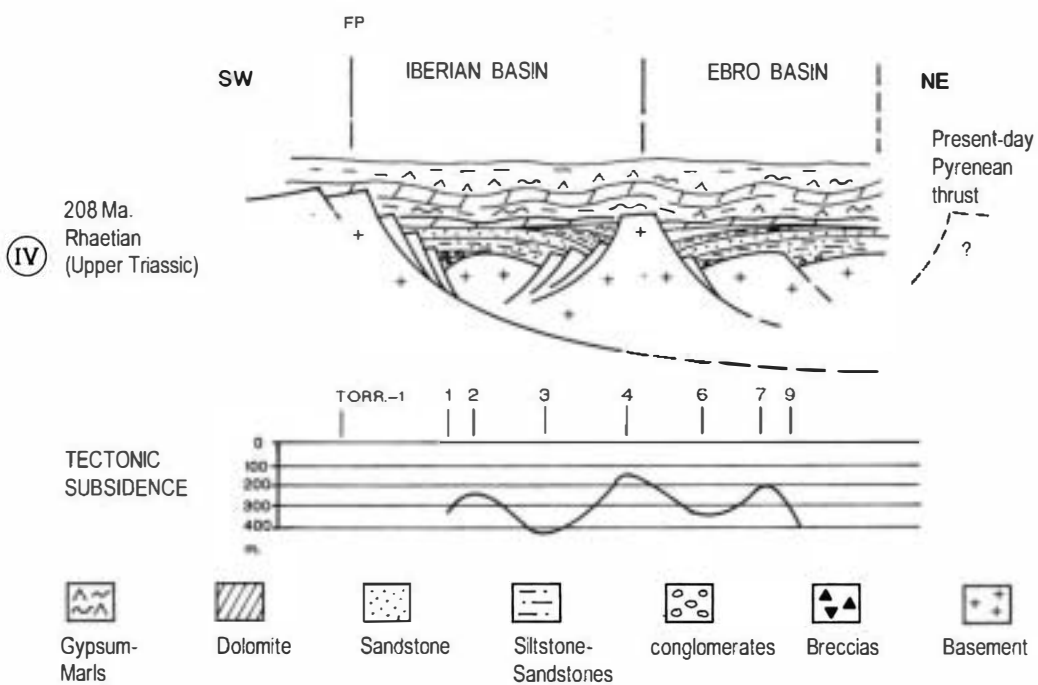 FP
SW
IBERIAN BASIN
EBRO BASIN
NE
Present-day
Pyrenean
thrust
?
208 Ma.
Rhaetian
(Upper Triassic)
IV
TORR.-1
1
2
3
4
6
7
9
TECTONIC
SUBSIDENCE
0
100
200
300
400
m.
Gypsum-
Marls
Dolomite
Sandstone
Siltstone-
Sandstones
conglomerates
Breccias
Basement